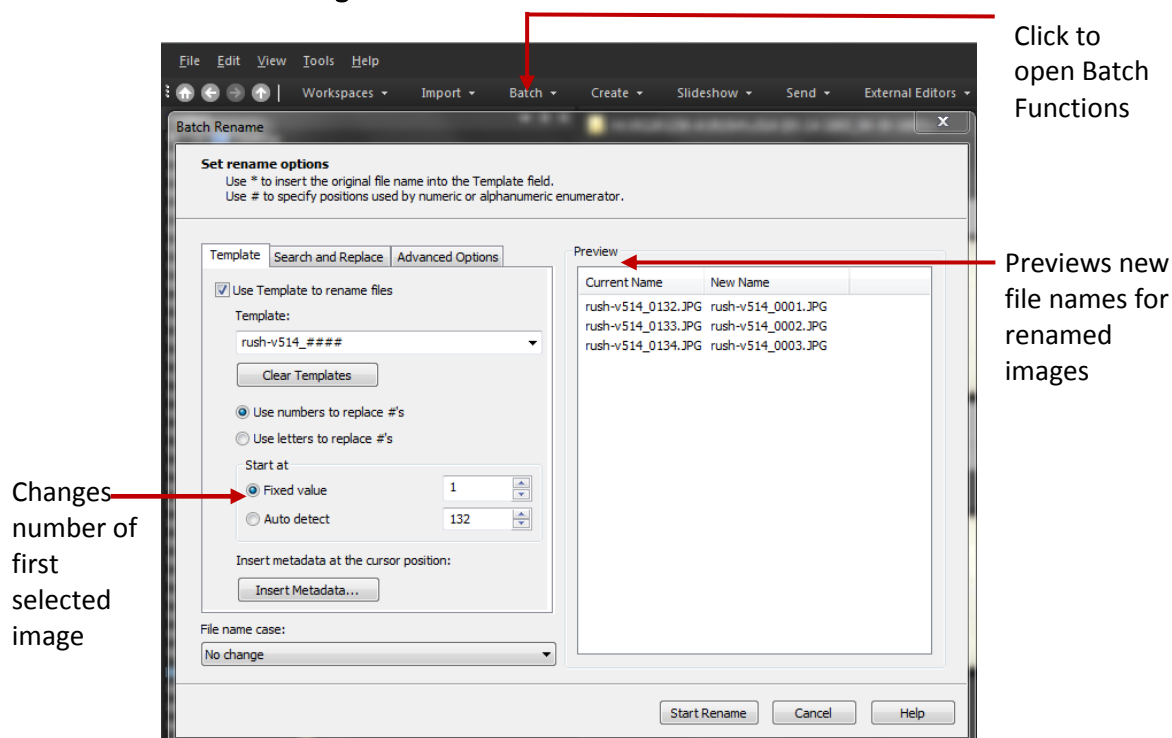 Click to
open Batch
Functions
File Edit View Tools Help
Workspaces Import Batch Create Slideshow Send External Editors
Batch Rename
X
Set rename options
Use * to insert the original file name into the Template field.
Use # to specify positions used by numeric or alphanumeric enumerator.
Template Search and Replace Advanced Options
Use Template to rename files
Template:
rush-v514_####
Clear Templates
Use numbers to replace #'s
Use letters to replace #'s
Start at
Fixed value 1
Auto detect 132
Insert metadata at the cursor position:
Insert Metadata...
File name case:
No change
Preview
Current Name New Name
rush-v514_0132.JPG rush-v514_0001.JPG
rush-v514_0133.JPG rush-v514_0002.JPG
rush-v514_0134.JPG rush-v514_0003.JPG
Start Rename Cancel Help
Previews new
file names for
renamed
images
Changes
number of
first
selected
image